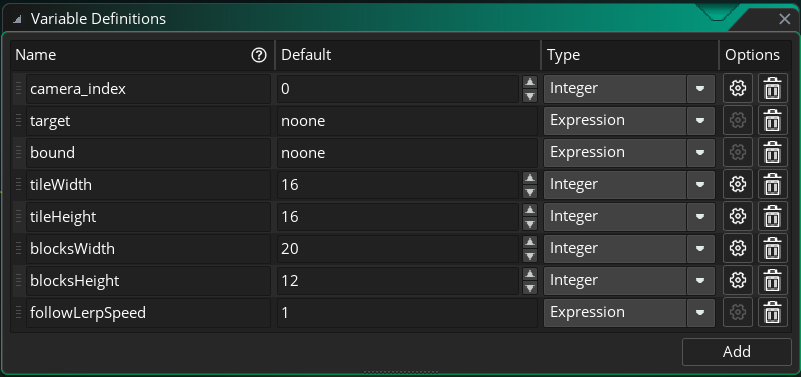 Variable Definitions
Name ? Default Type Options
camera_index 0 Integer
target noone Expression
bound noone Expression
tileWidth 16 Integer
tileHeight 16 Integer
blocksWidth 20 Integer
blocksHeight 12 Integer
followLerpSpeed 1 Expression
Add